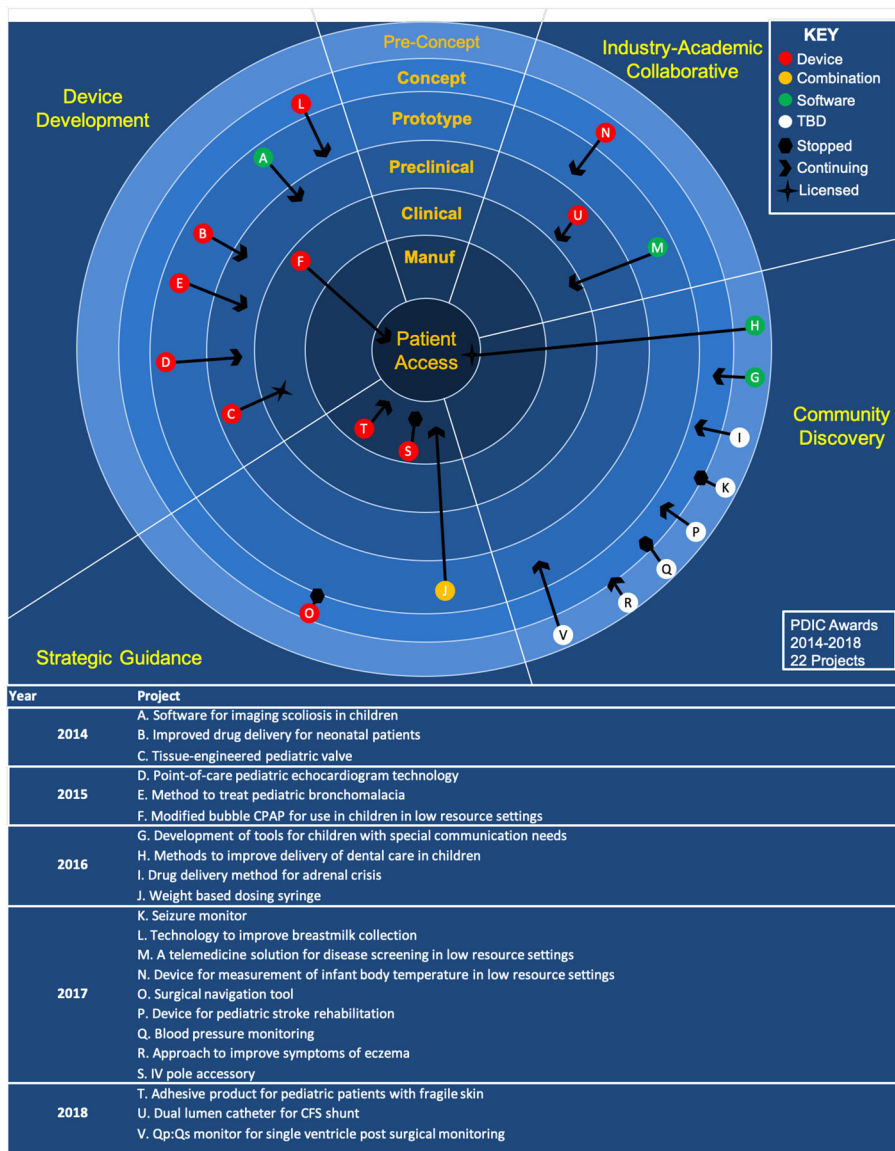 Pre-Concept
Concept
Prototype
Preclinical
Clinical
Manuf
Patient
Access
Device
Development
Industry-Academic
Collaborative
Community
Discovery
Strategic Guidance
KEY
Device
Combination
Software
TBD
Stopped
Continuing
Licensed
L
A
B
E
F
D
C
T
S
O
J
N
U
M
H
G
I
K
P
Q
R
V
PDIC Awards
2014-2018
22 Projects
Year Project
2014
A. Software for imaging scoliosis in children
B. Improved drug delivery for neonatal patients
C. Tissue-engineered pediatric valve
2015
D. Point-of-care pediatric echocardiogram technology
E. Method to treat pediatric bronchomalacia
F. Modified bubble CPAP for use in children in low resource settings
2016
G. Development of tools for children with special communication needs
H. Methods to improve delivery of dental care in children
I. Drug delivery method for adrenal crisis
J. Weight based dosing syringe
2017
K. Seizure monitor
L. Technology to improve breastmilk collection
M. A telemedicine solution for disease screening in low resource settings
N. Device for measurement of infant body temperature in low resource settings
O. Surgical navigation tool
P. Device for pediatric stroke rehabilitation
Q. Blood pressure monitoring
R. Approach to improve symptoms of eczema
S. IV pole accessory
2018
T. Adhesive product for pediatric patients with fragile skin
U. Dual lumen catheter for CFS shunt
V. Qp:Qs monitor for single ventricle post surgical monitoring